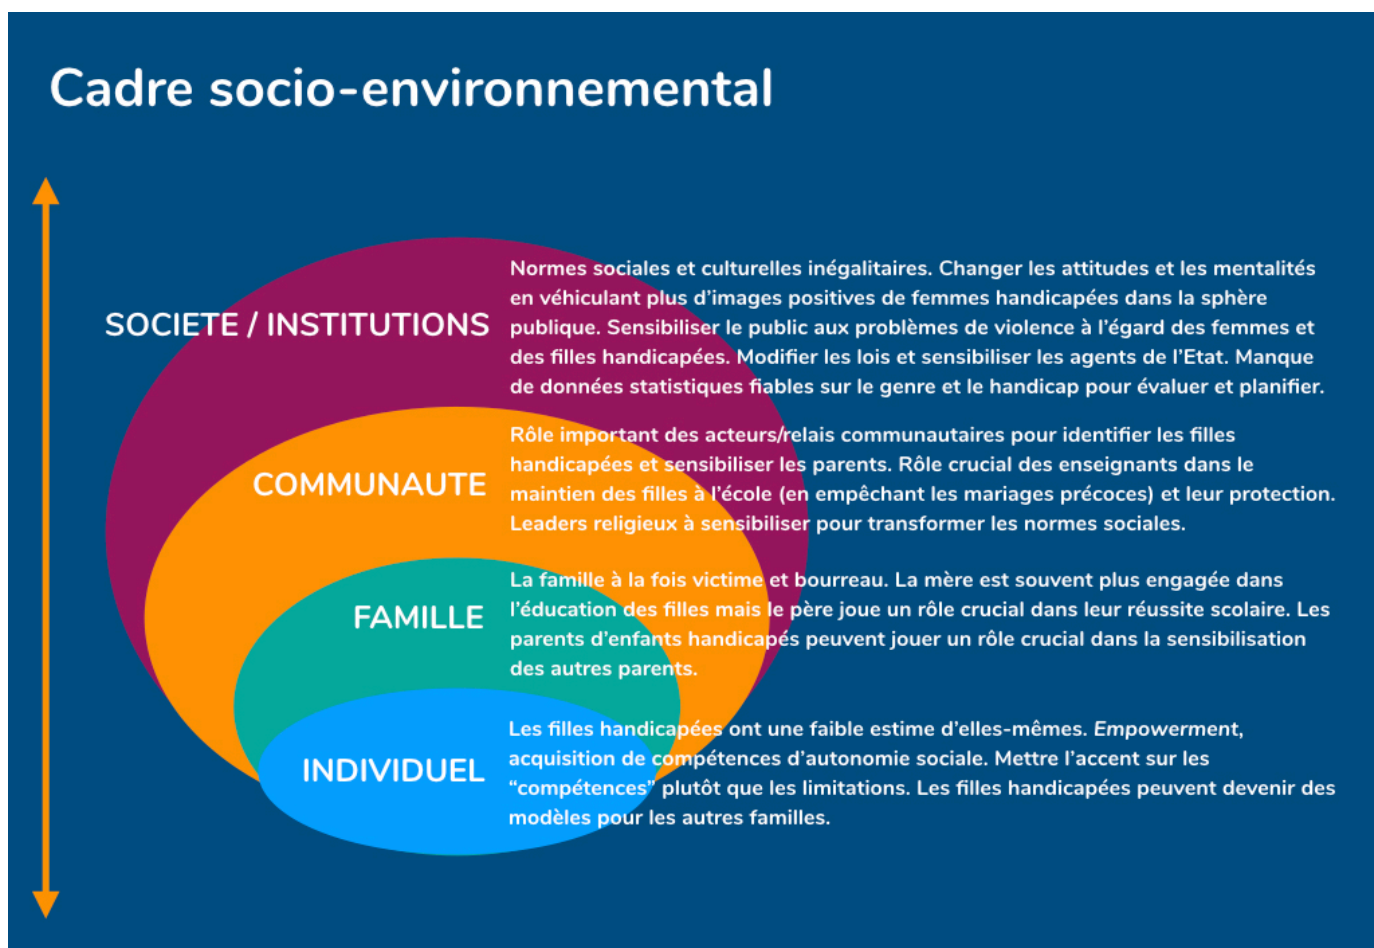 Cadre socio-environnemental
SOCIETE / INSTITUTIONS
Normes sociales et culturelles inégalitaires. Changer les attitudes et les mentalités
en véhiculant plus d’images positives de femmes handicapées dans la sphère
publique. Sensibiliser le public aux problèmes de violence à l’égard des femmes et
des filles handicapées. Modifier les lois et sensibiliser les agents de l’Etat. Manque
de données statistiques fiables sur le genre et le handicap pour évaluer et planifier.
COMMUNAUTE
Rôle important des acteurs/relais communautaires pour identifier les filles
handicapées et sensibiliser les parents. Rôle crucial des enseignants dans le
maintien des filles à l’école (en empêchant les mariages précoces) et leur protection.
Leaders religieux à sensibiliser pour transformer les normes sociales.
FAMILLE
La famille à la fois victime et bourreau. La mère est souvent plus engagée dans
l’éducation des filles mais le père joue un rôle crucial dans leur réussite scolaire. Les
parents d’enfants handicapés peuvent jouer un rôle crucial dans la sensibilisation
des autres parents.
INDIVIDUEL
Les filles handicapées ont une faible estime d’elles-mêmes. Empowerment,
acquisition de compétences d’autonomie sociale. Mettre l’accent sur les
“compétences” plutôt que les limitations. Les filles handicapées peuvent devenir des
modèles pour les autres familles.